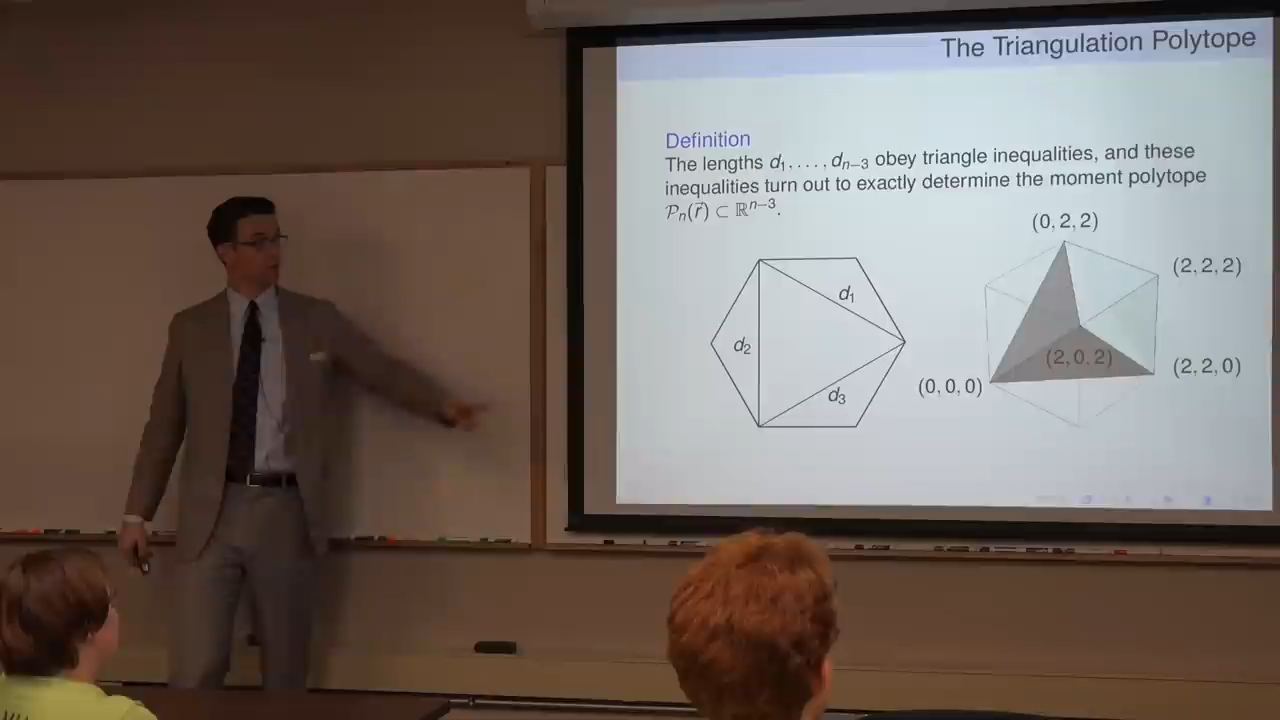 The Triangulation Polytope
Definition
The lengths d₁, . . . , dₙ₋₃ obey triangle inequalities, and these
inequalities turn out to exactly determine the moment polytope
𝒫ₙ(r⃗) ⊂ ℝⁿ⁻³.
(0, 2, 2)
(2, 2, 2)
d₁
d₂
(2, 0, 2)
(2, 2, 0)
(0, 0, 0)
d₃